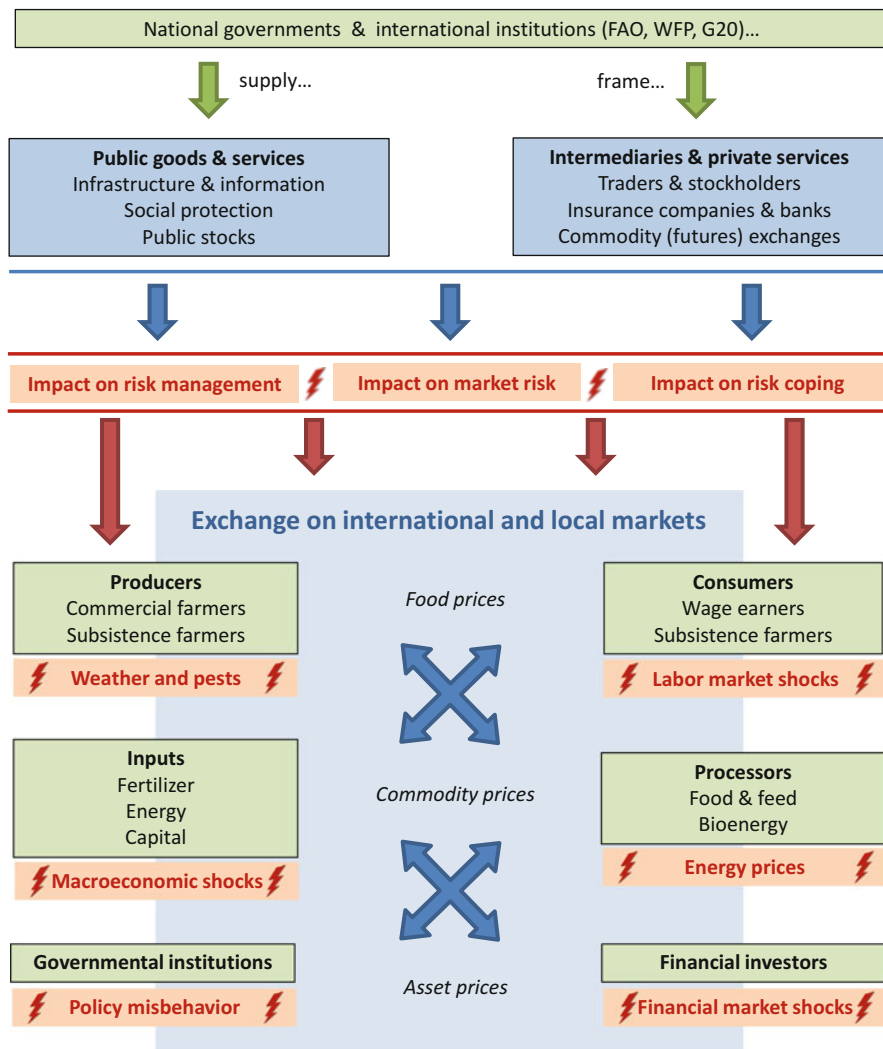 National governments & international institutions (FAO, WFP, G20)...
supply...
frame...
Public goods & services
Infrastructure & information
Social protection
Public stocks
Intermediaries & private services
Traders & stockholders
Insurance companies & banks
Commodity (futures) exchanges
Impact on risk management
Impact on market risk
Impact on risk coping
Exchange on international and local markets
Producers
Commercial farmers
Subsistence farmers
Weather and pests
Food prices
Consumers
Wage earners
Subsistence farmers
Labor market shocks
Inputs
Fertilizer
Energy
Capital
Macroeconomic shocks
Commodity prices
Processors
Food & feed
Bioenergy
Energy prices
Governmental institutions
Policy misbehavior
Asset prices
Financial investors
Financial market shocks